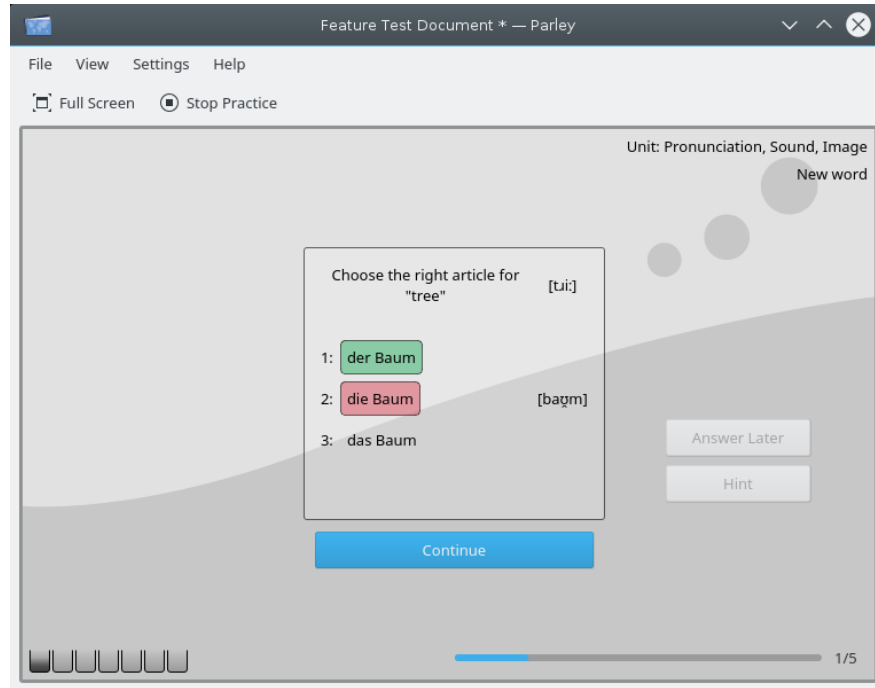 Feature Test Document * — Parley
File View Settings Help
Full Screen Stop Practice
Unit: Pronunciation, Sound, Image
New word
Choose the right article for
"tree"
[tɹiː]
1: der Baum
2: die Baum
[baʊ̯m]
3: das Baum
Answer Later
Hint
Continue
1/5